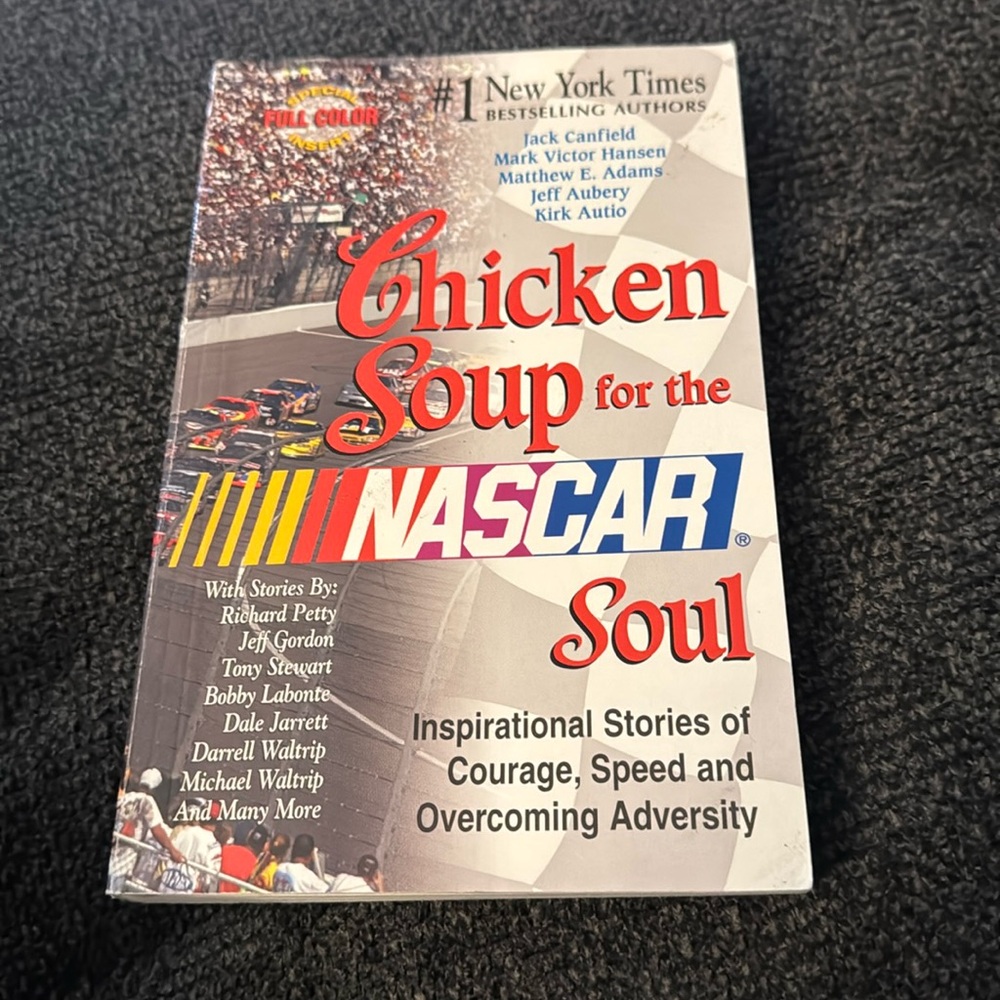 SPECIAL
FULL COLOR
INSERT
#1 New York Times
BESTSELLING AUTHORS
Jack Canfield
Mark Victor Hansen
Matthew E. Adams
Jeff Aubery
Kirk Autio
Chicken
Soup for the
NASCAR®
Soul
With Stories By:
Richard Petty
Jeff Gordon
Tony Stewart
Bobby Labonte
Dale Jarrett
Darrell Waltrip
Michael Waltrip
And Many More
Inspirational Stories of
Courage, Speed and
Overcoming Adversity